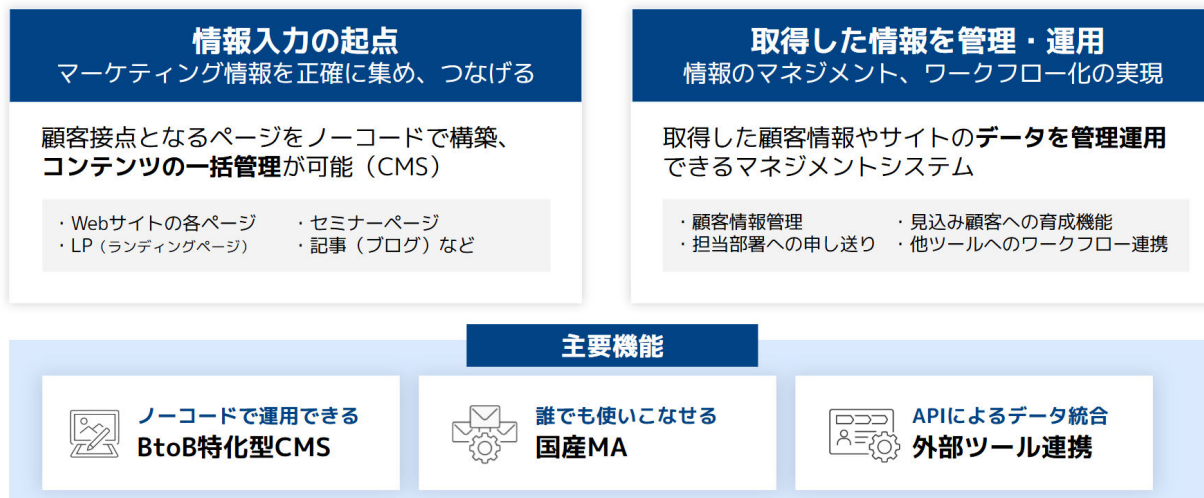 情報入力の起点
マーケティング情報を正確に集め、つなげる
顧客接点となるページをノーコードで構築、
コンテンツの一括管理が可能（CMS）
・Webサイトの各ページ
・セミナーページ
・LP（ランディングページ）
・記事（ブログ）など
取得した情報を管理・運用
情報のマネジメント、ワークフロー化の実現
取得した顧客情報やサイトのデータを管理運用
できるマネジメントシステム
・顧客情報管理
・見込み顧客への育成機能
・担当部署への申し送り
・他ツールへのワークフロー連携
主要機能
ノーコードで運用できる
BtoB特化型CMS
誰でも使いこなせる
国産MA
APIによるデータ統合
外部ツール連携